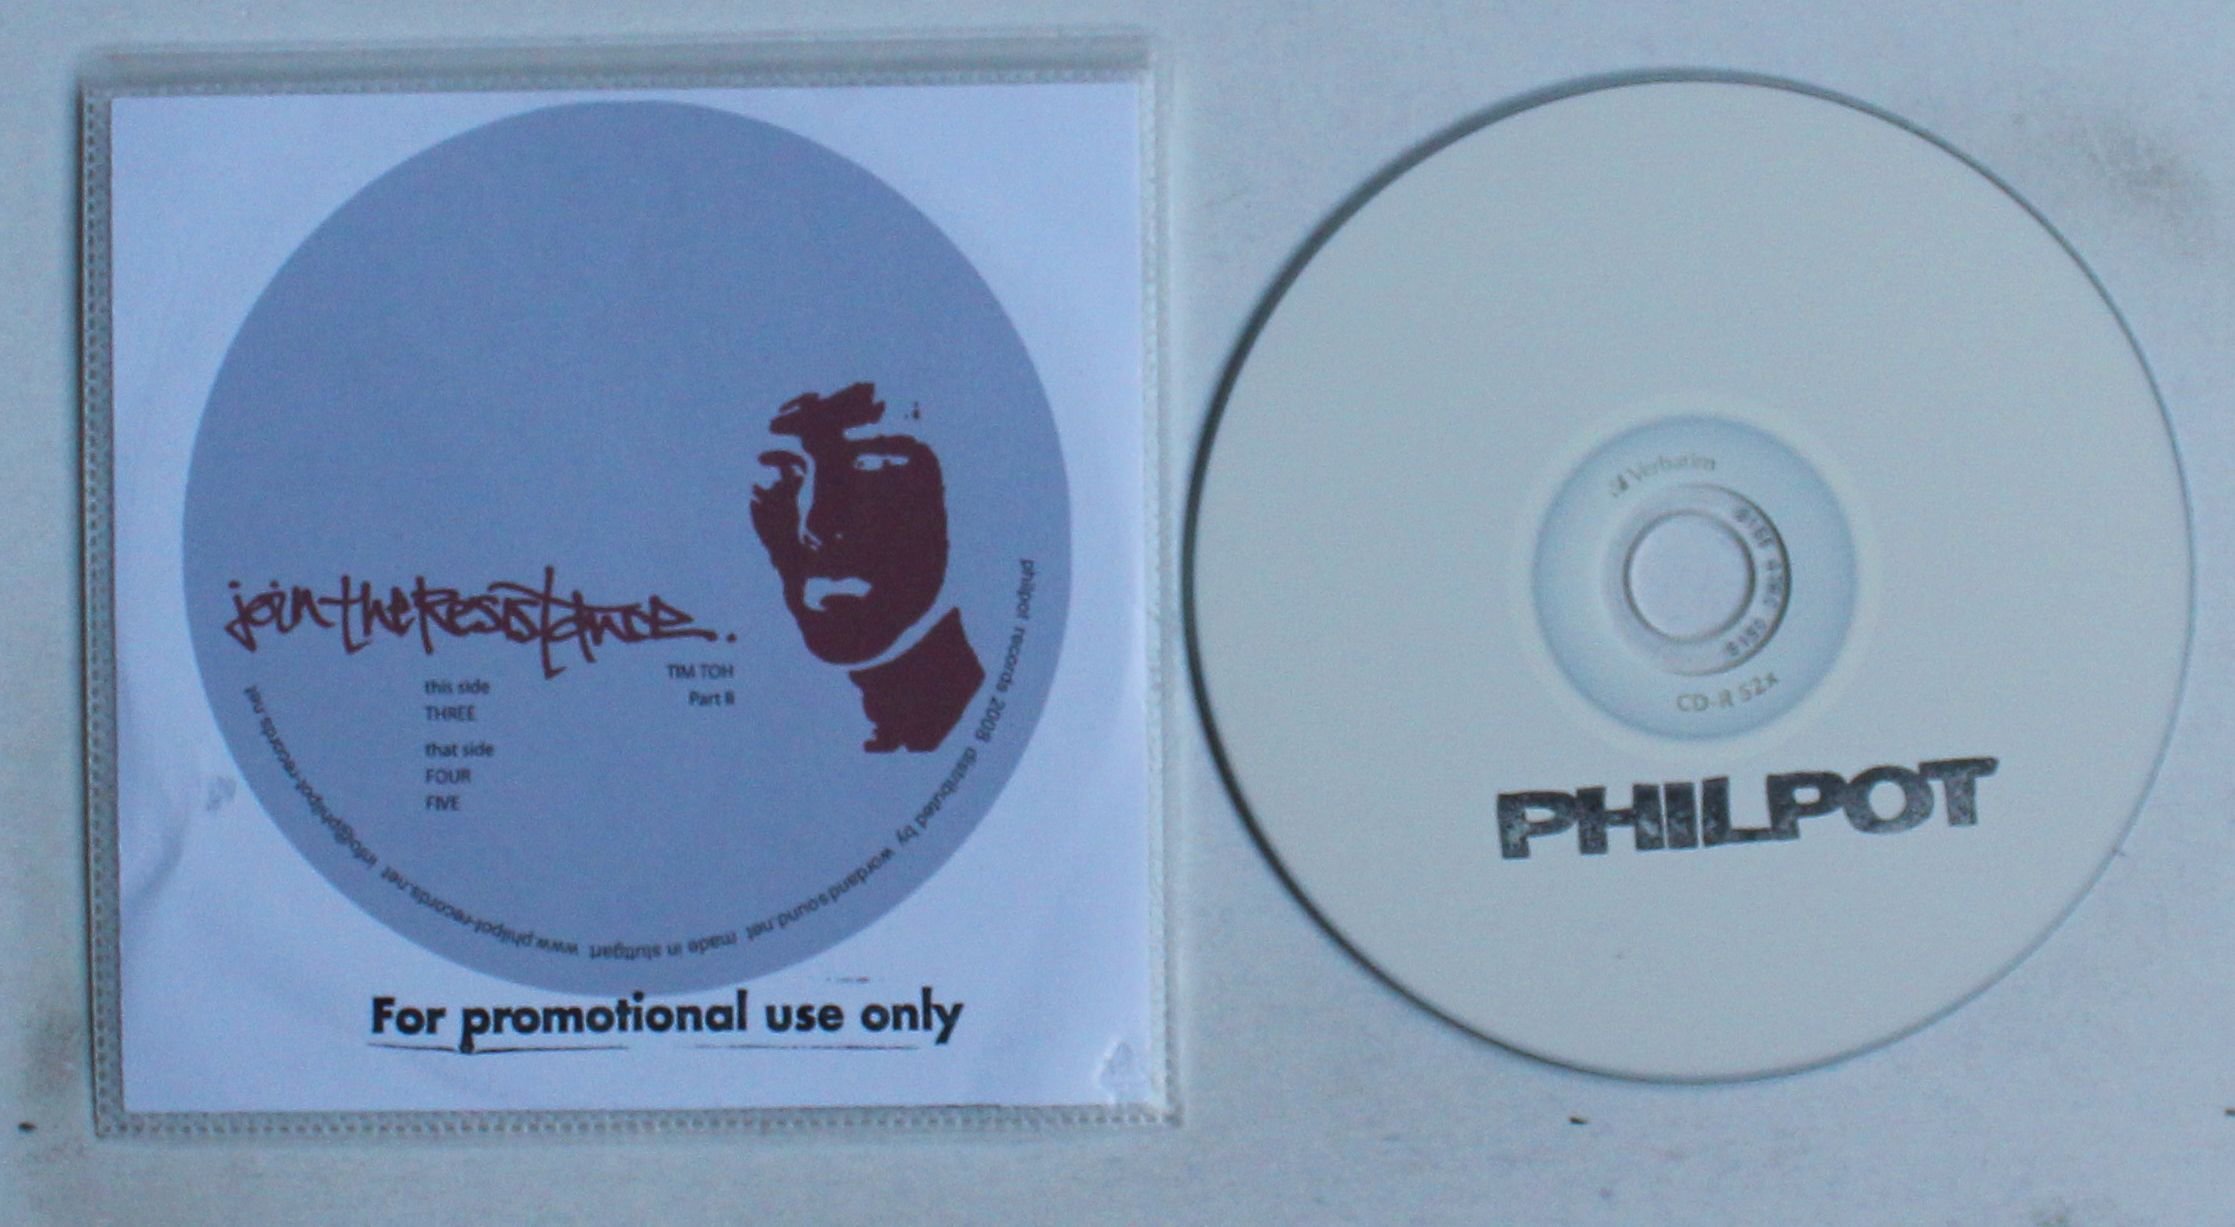 join the Resistance.
TIM TOH
Part II
this side
THREE
that side
FOUR
FIVE
philpot records 2008 distributed by wordandsound.net made in stuttgart www.philpot-records.net info@philpot-records.net
For promotional use only
Verbatim
CD-R 52x
PHILPOT